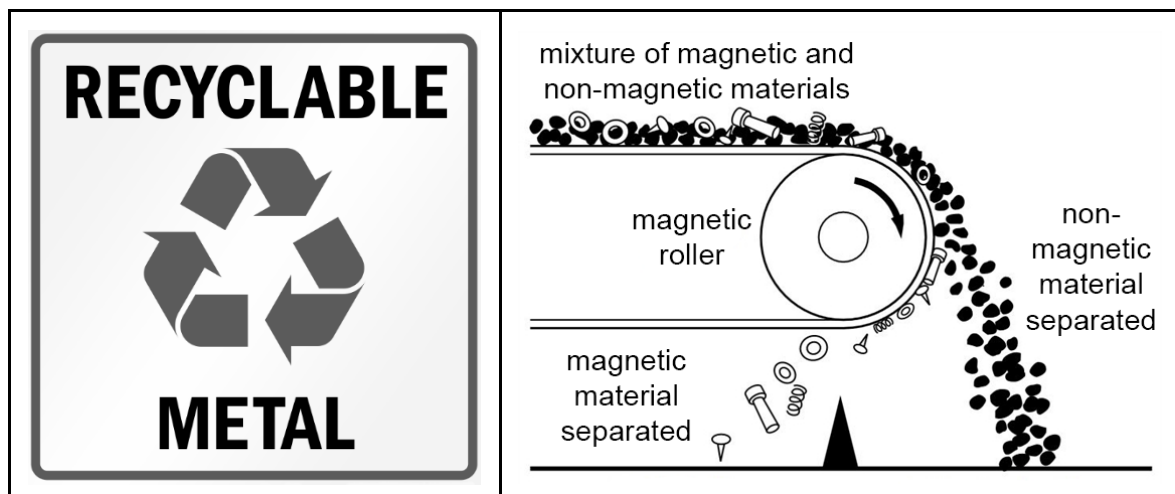 RECYCLABLE
METAL
mixture of magnetic and
non-magnetic materials
magnetic
roller
non-
magnetic
material
separated
magnetic
material
separated